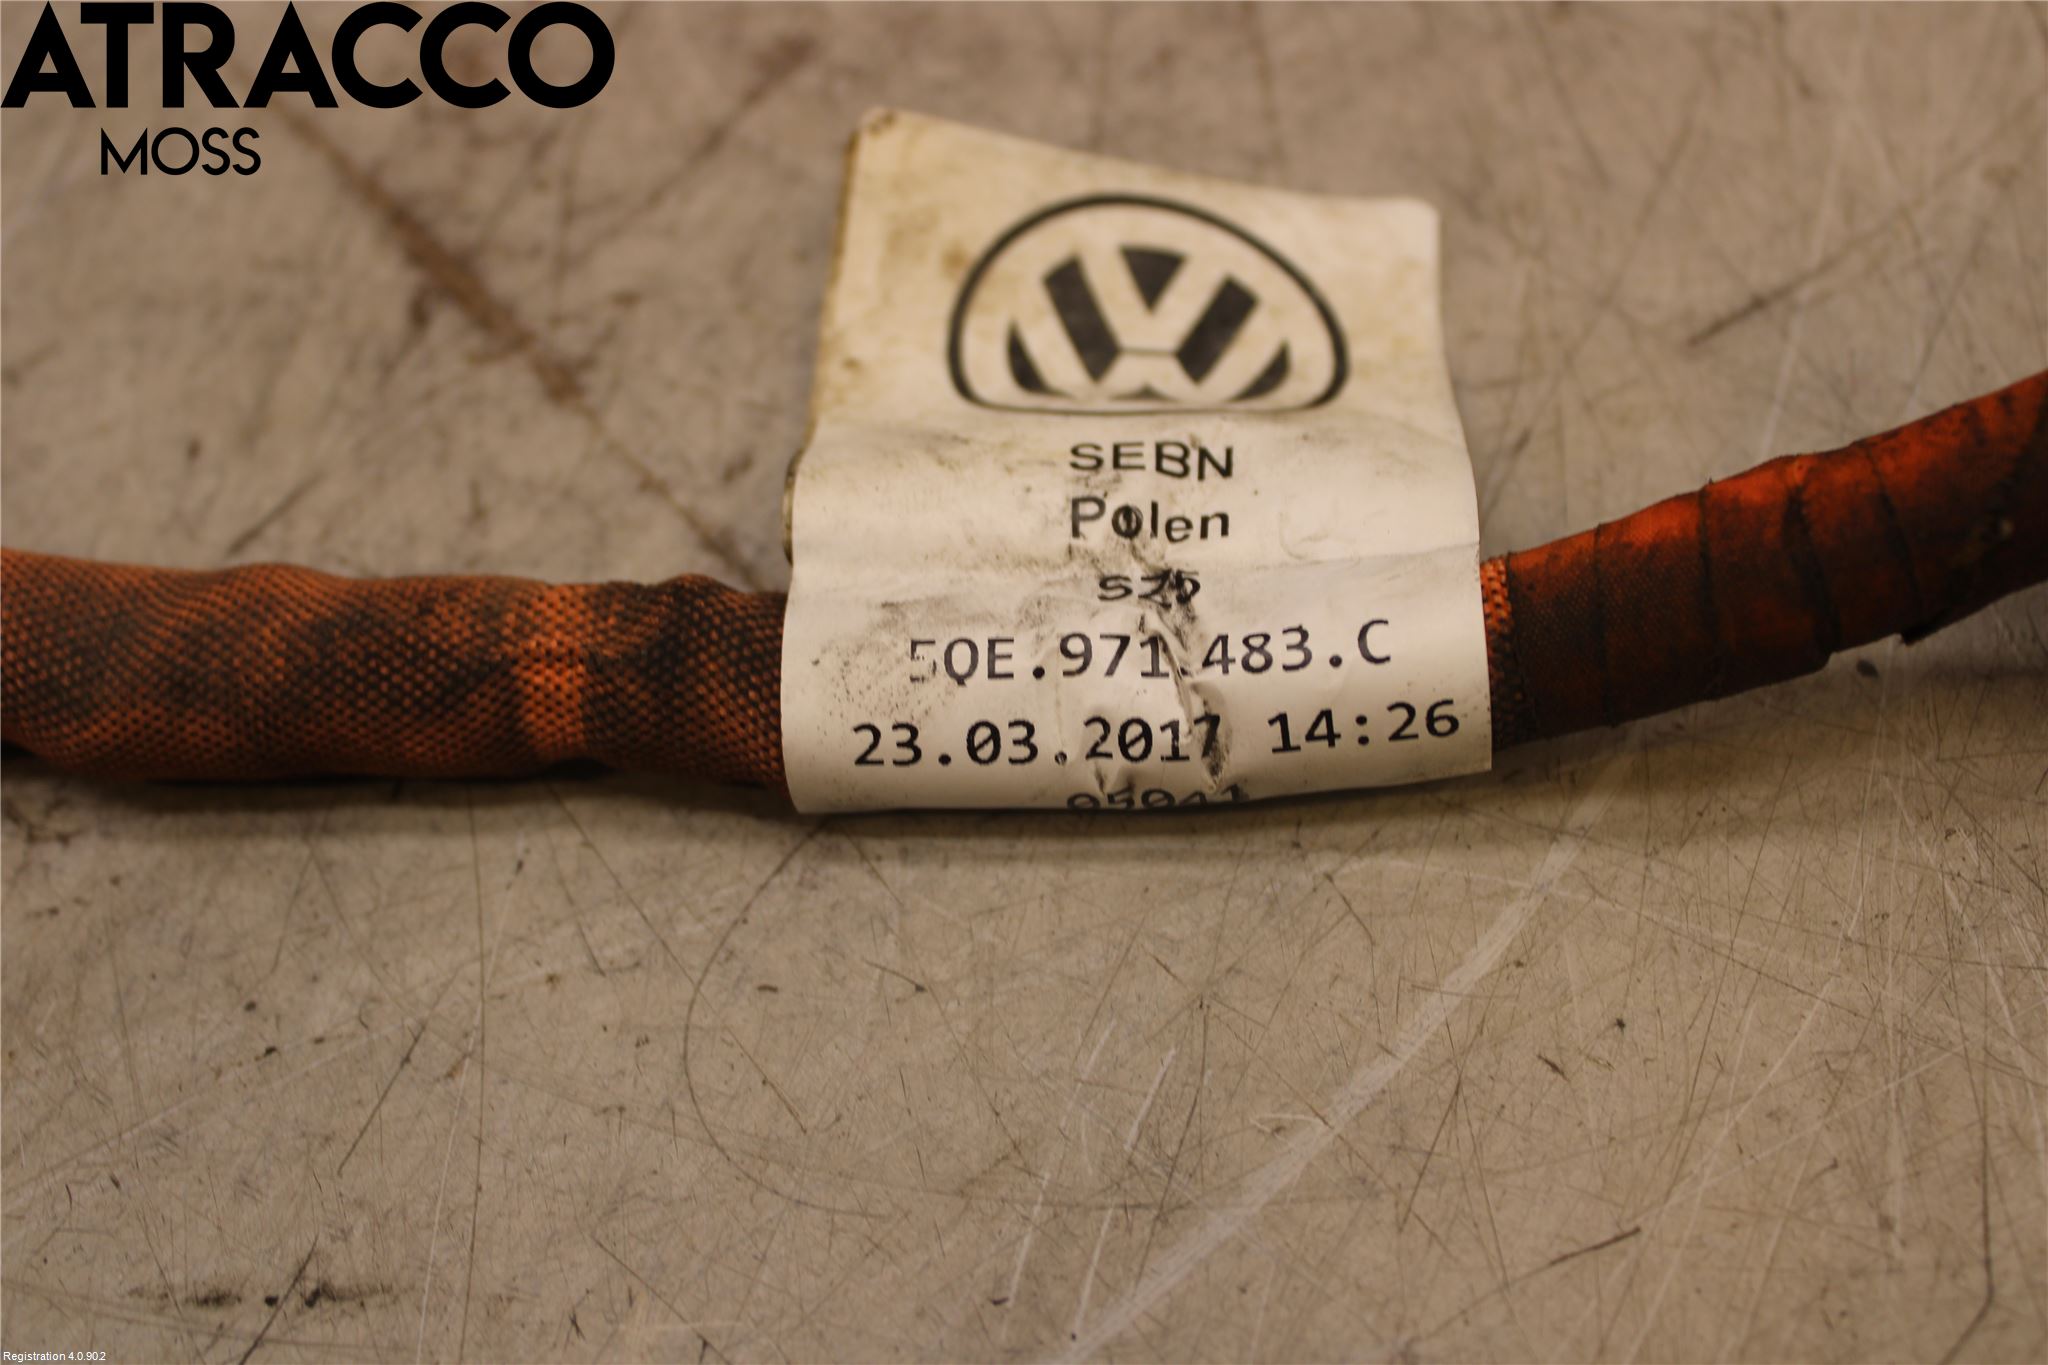 ATRACCO
MOSS
SEBN
Polen
5QE.971.483.C
23.03.2017 14:26
Registration 4.0.902